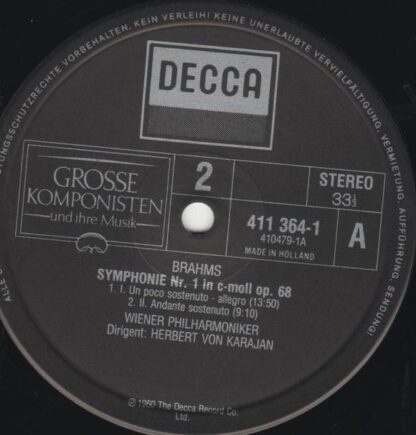 UNGSSCHUTZRECHTE VORBEHALTEN. KEIN VERLEIH! KEINE UNERLAUBTE VERVIELFÄLTIGUNG, VERMIETUNG, AUFFÜHRUNG, SENDUNG!
ALLE
DECCA
GROSSE
KOMPONISTEN
und ihre Musik
2
STEREO
33⅓
411 364-1
410479-1A
MADE IN HOLLAND
A
BRAHMS
SYMPHONIE Nr. 1 in c-moll op. 68
1. I. Un poco sostenuto - allegro (13:50)
2. II. Andante sostenuto (9:10)
WIENER PHILHARMONIKER
Dirigent: HERBERT VON KARAJAN
℗ 1960 The Decca Record Co.
Ltd.